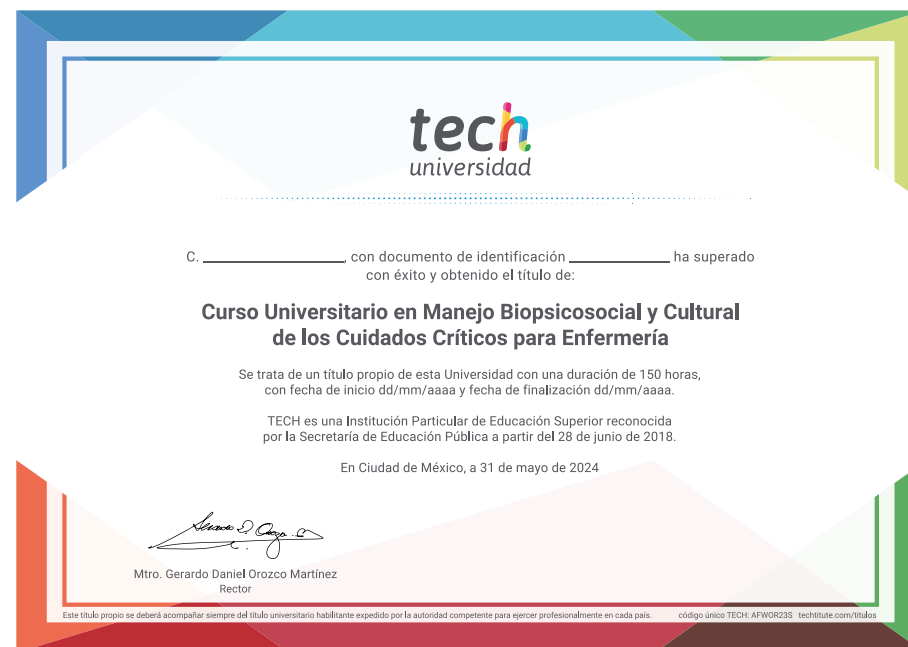 tech
universidad
C. ____________________, con documento de identificación ______________ ha superado
con éxito y obtenido el título de:
Curso Universitario en Manejo Biopsicosocial y Cultural
de los Cuidados Críticos para Enfermería
Se trata de un título propio de esta Universidad con una duración de 150 horas,
con fecha de inicio dd/mm/aaaa y fecha de finalización dd/mm/aaaa.
TECH es una Institución Particular de Educación Superior reconocida
por la Secretaría de Educación Pública a partir del 28 de junio de 2018.
En Ciudad de México, a 31 de mayo de 2024
Mtro. Gerardo Daniel Orozco Martínez
Rector
Este título propio se deberá acompañar siempre del título universitario habilitante expedido por la autoridad competente para ejercer profesionalmente en cada país. código único TECH: AFWOR23S techtitute.com/titulos